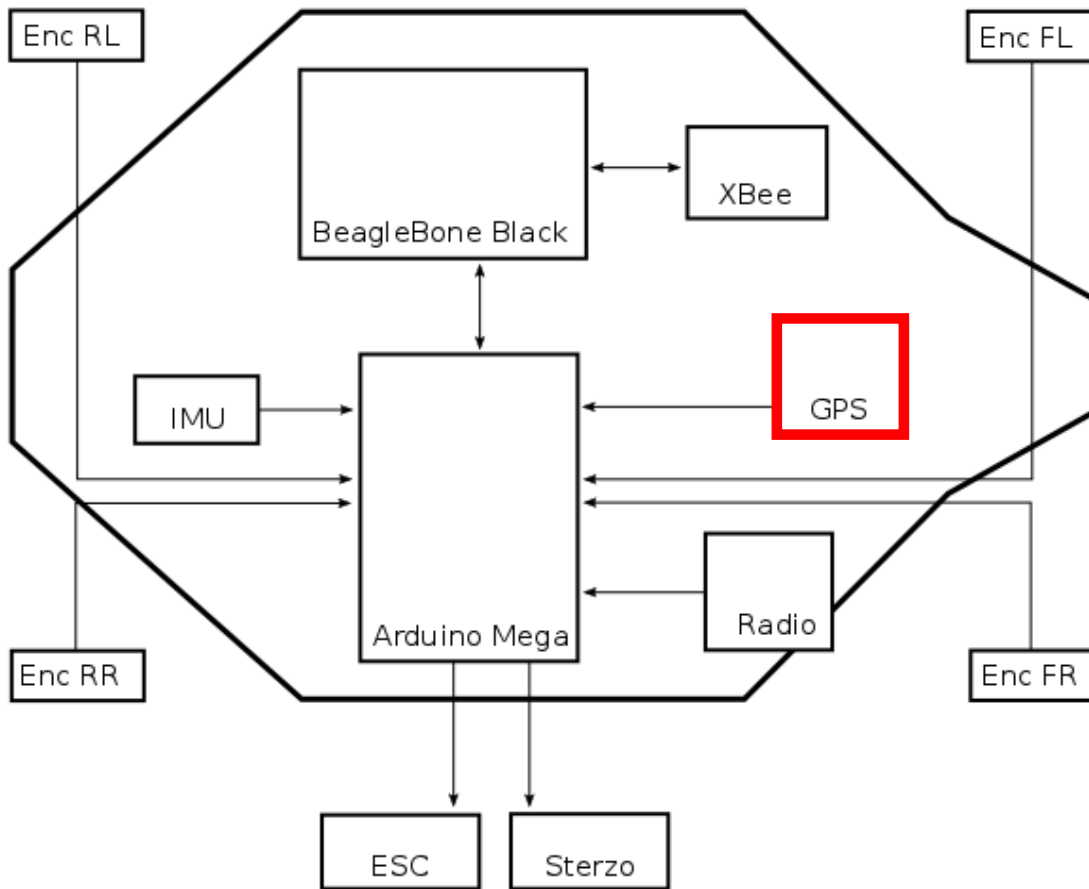 Enc RL
Enc FL
XBee
BeagleBone Black
IMU
GPS
Radio
Arduino Mega
Enc RR
Enc FR
ESC
Sterzo